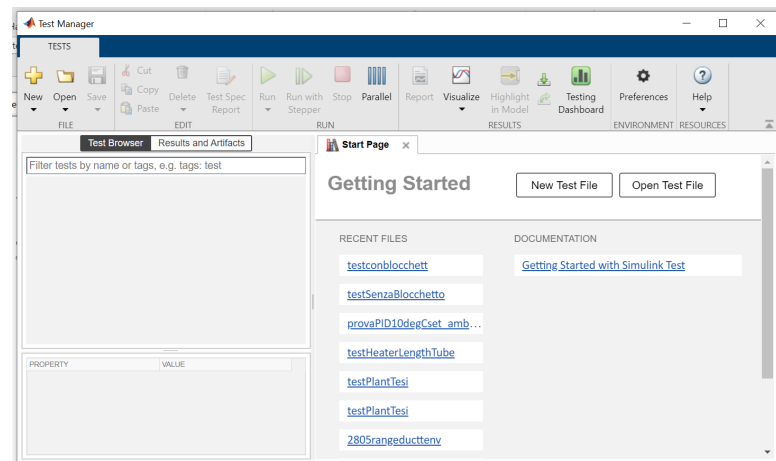 Test Manager
TESTS
New
Open
Save
Cut
Copy
Paste
Delete
Test Spec
Report
Run
Run with
Stepper
Stop
Parallel
Report
Visualize
Highlight
in Model
Testing
Dashboard
Preferences
Help
FILE
EDIT
RUN
RESULTS
ENVIRONMENT
RESOURCES
Test Browser
Results and Artifacts
Filter tests by name or tags, e.g. tags: test
PROPERTY
VALUE
Start Page
Getting Started
New Test File
Open Test File
RECENT FILES
testconblocchett
testSenzaBlocchetto
provaPID10degCset_amb...
testHeaterLengthTube
testPlantTesi
testPlantTesi
2805rangeducttenv
DOCUMENTATION
Getting Started with Simulink Test